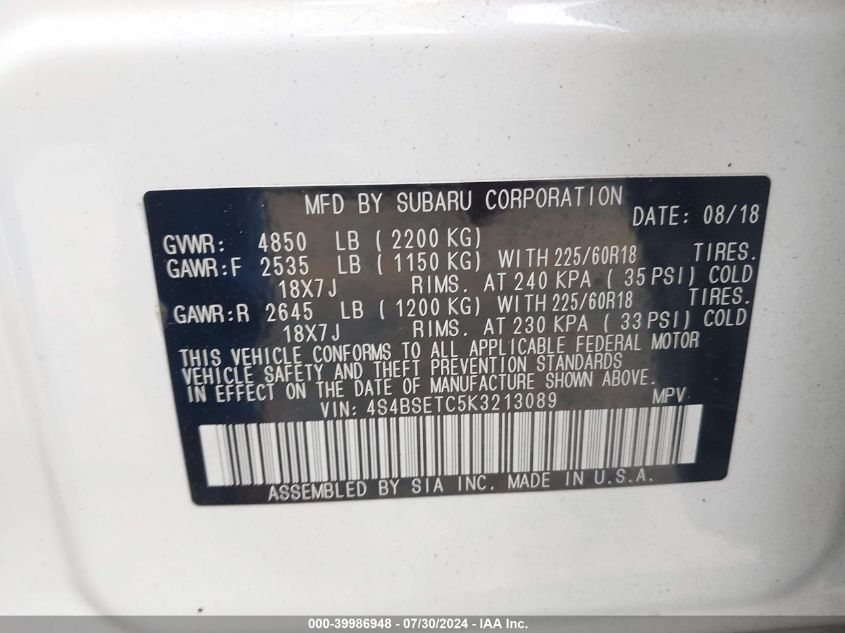 MFD BY SUBARU CORPORATION DATE: 08/18
GVWR: 4850 LB ( 2200 KG)
GAWR:F 2535 LB ( 1150 KG) WITH 225/60R18 TIRES.
18X7J RIMS. AT 240 KPA ( 35 PSI) COLD
GAWR:R 2645 LB ( 1200 KG) WITH 225/60R18 TIRES.
18X7J RIMS. AT 230 KPA ( 33 PSI) COLD
THIS VEHICLE CONFORMS TO ALL APPLICABLE FEDERAL MOTOR
VEHICLE SAFETY AND THEFT PREVENTION STANDARDS
IN EFFECT ON THE DATE OF MANUFACTURE SHOWN ABOVE.
VIN: 4S4BSETC5K3213089 MPV
ASSEMBLED BY SIA INC. MADE IN U.S.A.
000-39986948 - 07/30/2024 - IAA Inc.